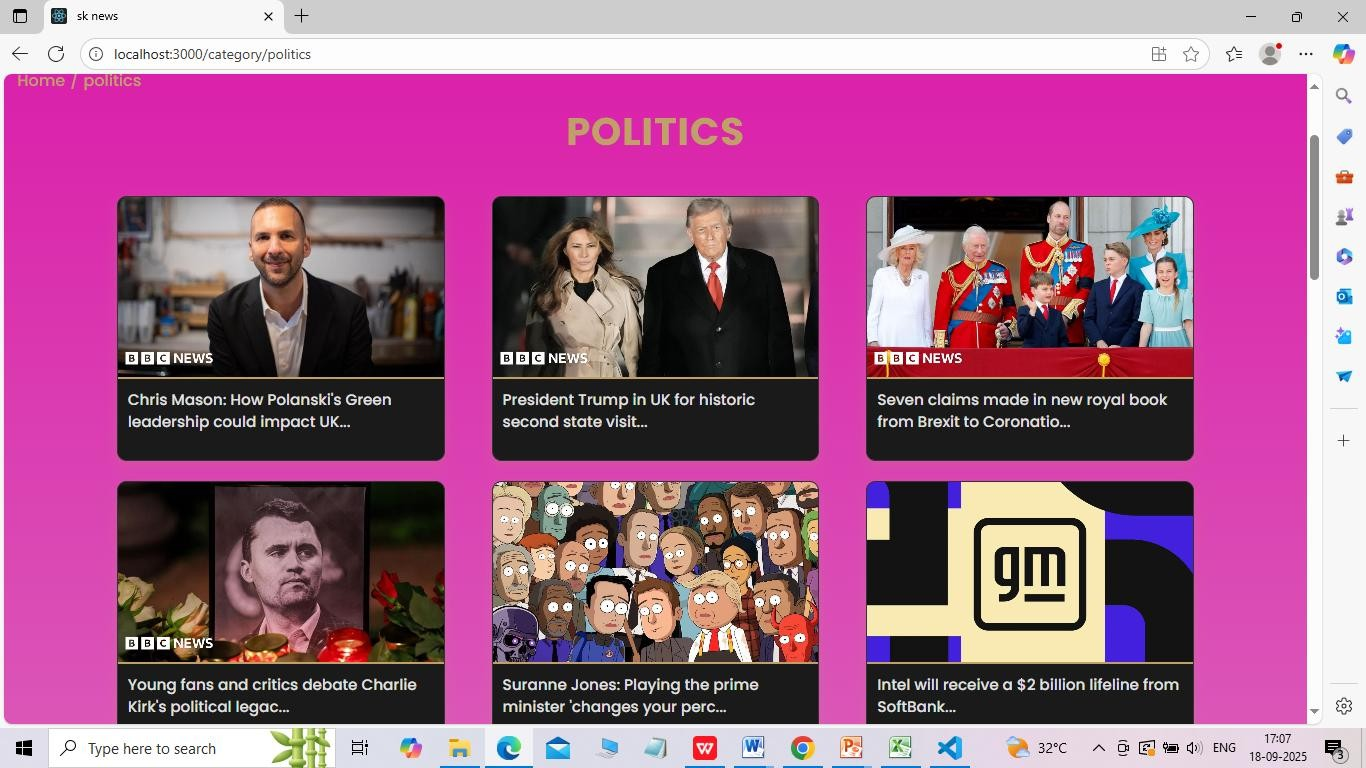 sk news
localhost:3000/category/politics
Home / politics
POLITICS
BBC NEWS
BBC NEWS
BBC NEWS
Chris Mason: How Polanski's Green
leadership could impact UK...
President Trump in UK for historic
second state visit...
Seven claims made in new royal book
from Brexit to Coronatio...
BBC NEWS
gm
Young fans and critics debate Charlie
Kirk's political legac...
Suranne Jones: Playing the prime
minister 'changes your perc...
Intel will receive a $2 billion lifeline from
SoftBank...
Type here to search
32°C
ENG
17:07
18-09-2025
3